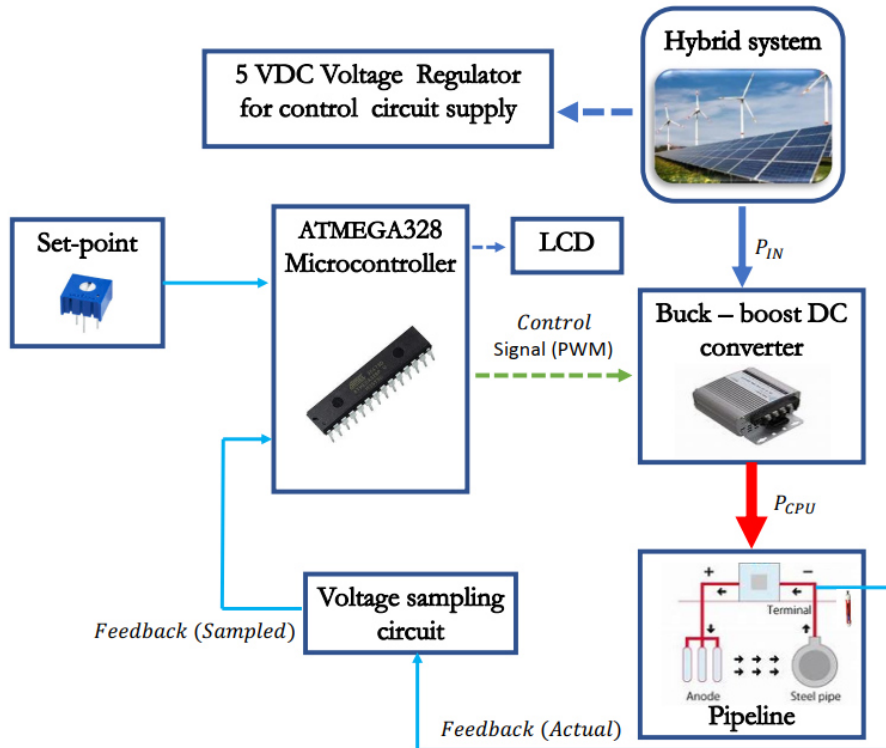 Hybrid system
5 VDC Voltage Regulator
for control circuit supply
P_IN
Set-point
ATMEGA328
Microcontroller
LCD
Control
Signal (PWM)
Buck – boost DC
converter
P_CPU
+
−
Terminal
Anode
Steel pipe
Pipeline
Voltage sampling
circuit
Feedback (Sampled)
Feedback (Actual)